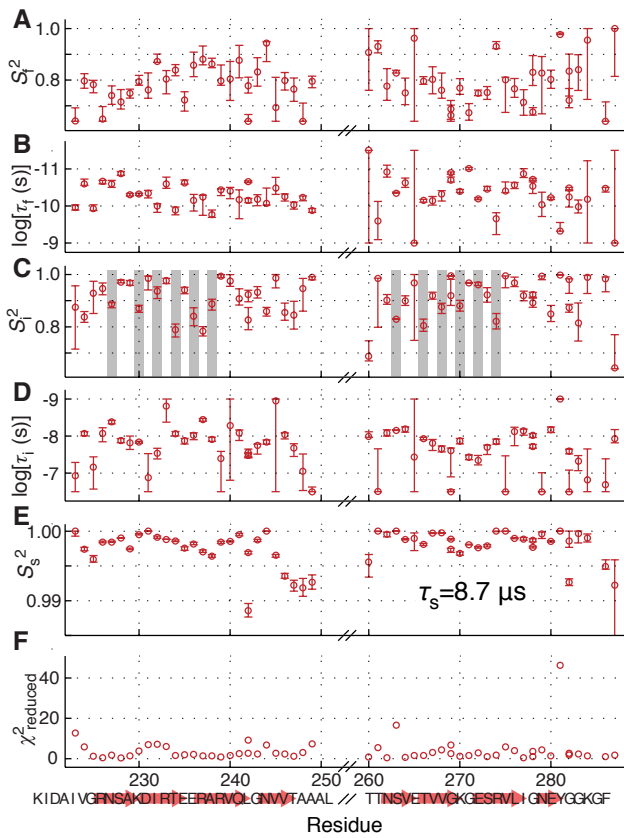 A
S_f^2
1.0
0.8
B
log[τ_f (s)]
-11
-10
-9
C
S_i^2
1.0
0.8
D
log[τ_i (s)]
-9
-8
-7
E
S_s^2
1.00
0.99
τ_s=8.7 μs
F
χ^2_reduced
40
20
0
230 240 250 260 270 280
KIDAIVGRNSAKDIRTEERARVQLGNVVTAAAL // TTNSVETVVGKGESRVLIGNEYGGKGF
Residue